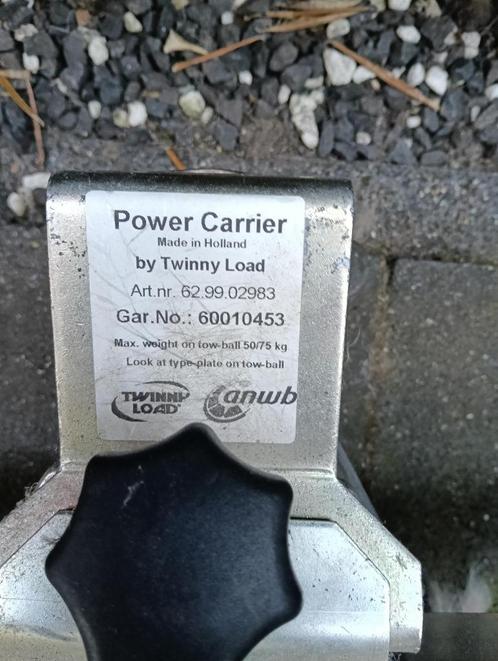 Power Carrier
Made in Holland
by Twinny Load
Art.nr. 62.99.02983
Gar.No.: 60010453
Max. weight on tow-ball 50/75 kg
Look at type-plate on tow-ball
TWINNY
LOAD
anwb